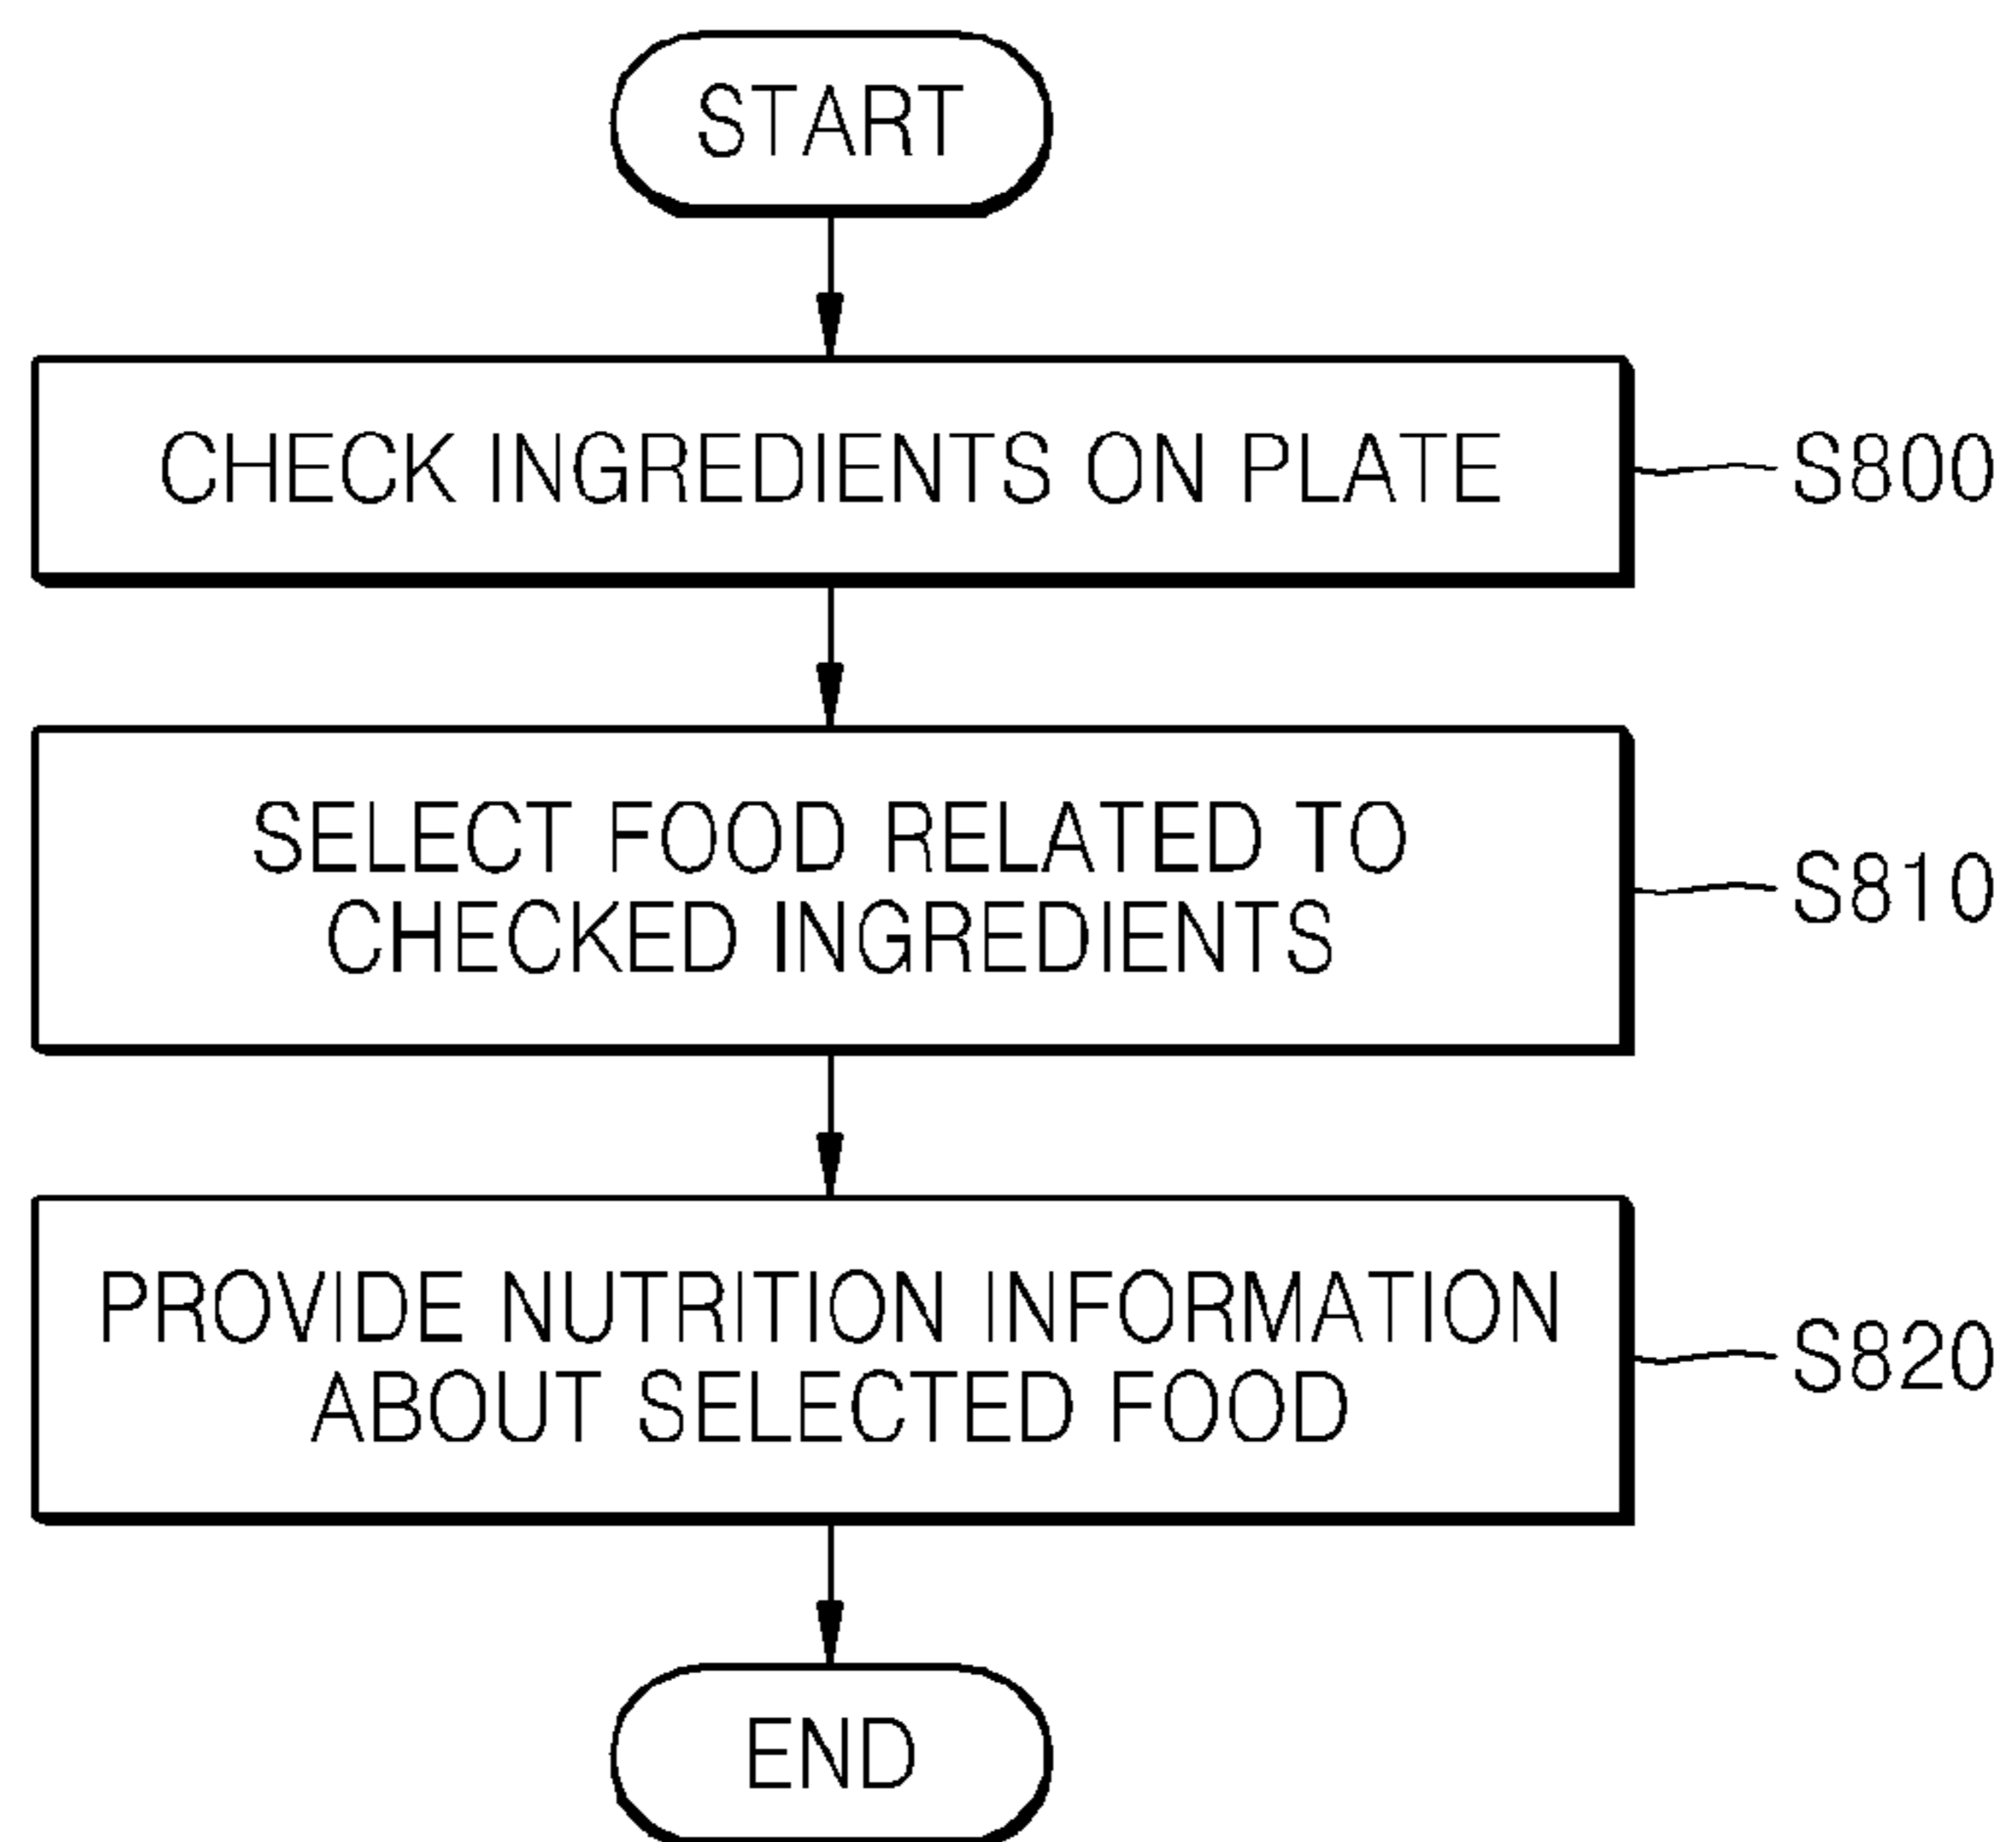 START
CHECK INGREDIENTS ON PLATE
S800
SELECT FOOD RELATED TO
CHECKED INGREDIENTS
S810
PROVIDE NUTRITION INFORMATION
ABOUT SELECTED FOOD
S820
END